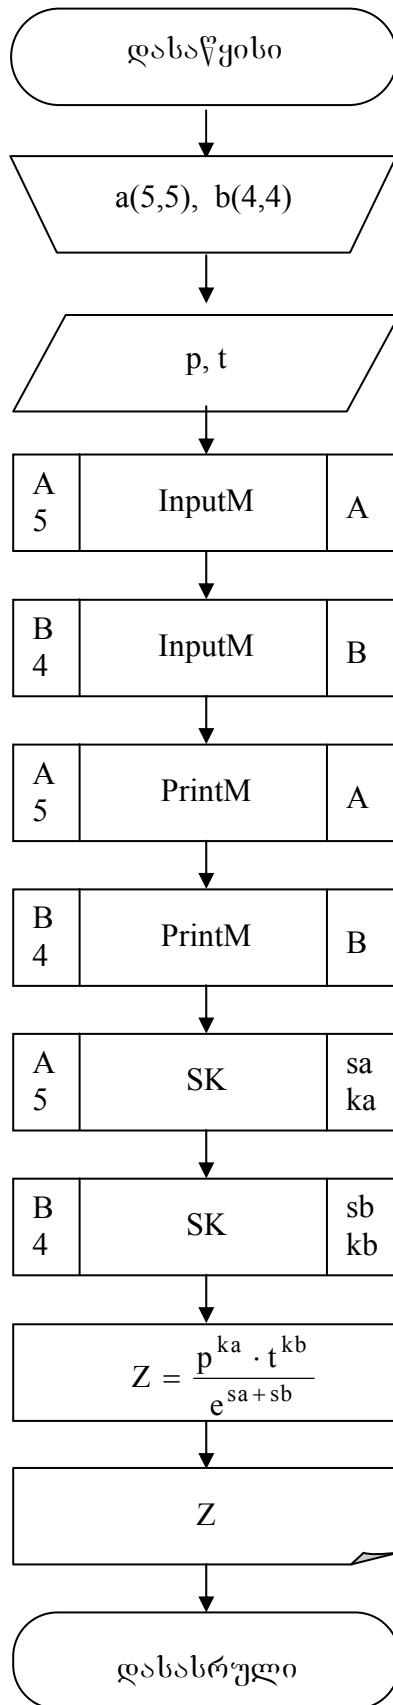 დასაწყისი
a(5,5), b(4,4)
p, t
A
5
InputM
A
B
4
InputM
B
A
5
PrintM
A
B
4
PrintM
B
A
5
SK
sa
ka
B
4
SK
sb
kb
Z = p^ka · t^kb / e^sa+sb
Z
დასასრული